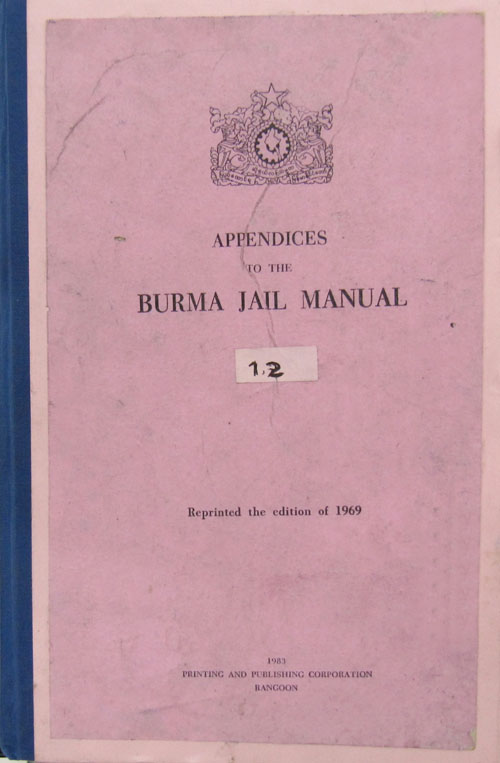 APPENDICES
TO THE
BURMA JAIL MANUAL
1.2
Reprinted the edition of 1969
1983
PRINTING AND PUBLISHING CORPORATION
RANGOON